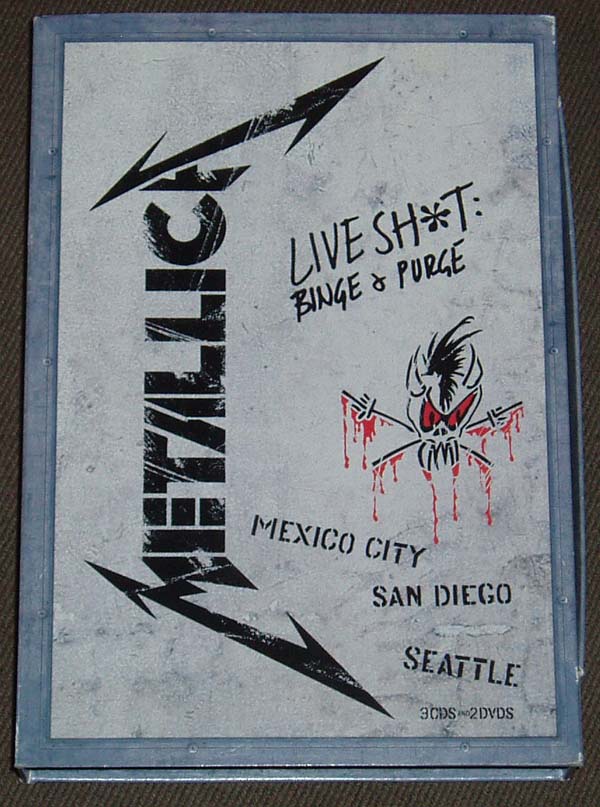 METALLICA
LIVE SH*T:
BINGE & PURGE
MEXICO CITY
SAN DIEGO
SEATTLE
3 CDS AND 2 DVDS